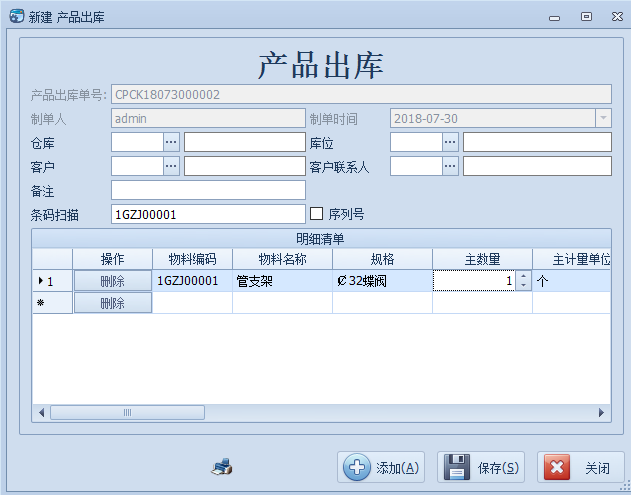 新建 产品出库
产品出库
产品出库单号: CPCK18073000002
制单人 admin 制单时间 2018-07-30
仓库 ... 库位 ...
客户 ... 客户联系人 ...
备注
条码扫描 1GZJ00001 序列号
明细清单
操作 物料编码 物料名称 规格 主数量 主计量单位
1 删除 1GZJ00001 管支架 ₡32蝶阀 1 个
* 删除
添加(A) 保存(S) 关闭